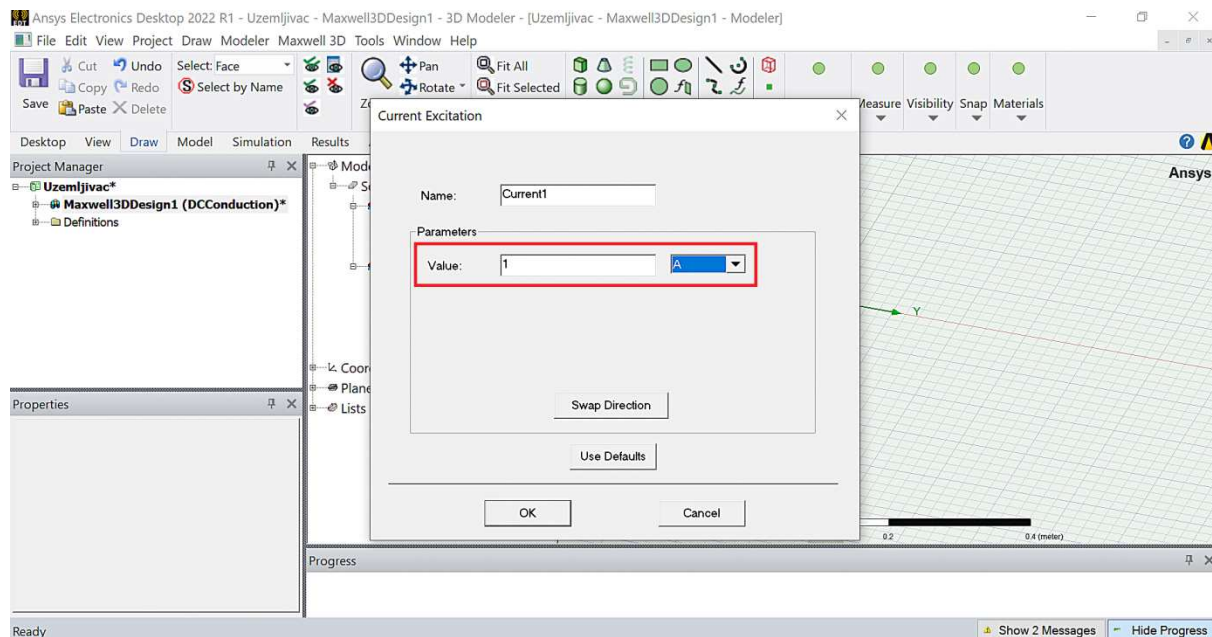 Ansys Electronics Desktop 2022 R1 - Uzemljivac - Maxwell3DDesign1 - 3D Modeler - [Uzemljivac - Maxwell3DDesign1 - Modeler]
File Edit View Project Draw Modeler Maxwell 3D Tools Window Help
Save
Cut
Copy
Paste
Undo
Redo
Delete
Select: Face
Select by Name
Pan
Rotate
Fit All
Fit Selected
Measure Visibility Snap Materials
Desktop View Draw Model Simulation Results
Project Manager
Uzemljivac*
Maxwell3DDesign1 (DCConduction)*
Definitions
Lists
Properties
Current Excitation
Name: Current1
Parameters
Value: 1 A
Swap Direction
Use Defaults
OK Cancel
Ansys
Y
0.2 0.4 (meter)
Progress
Ready
Show 2 Messages Hide Progress